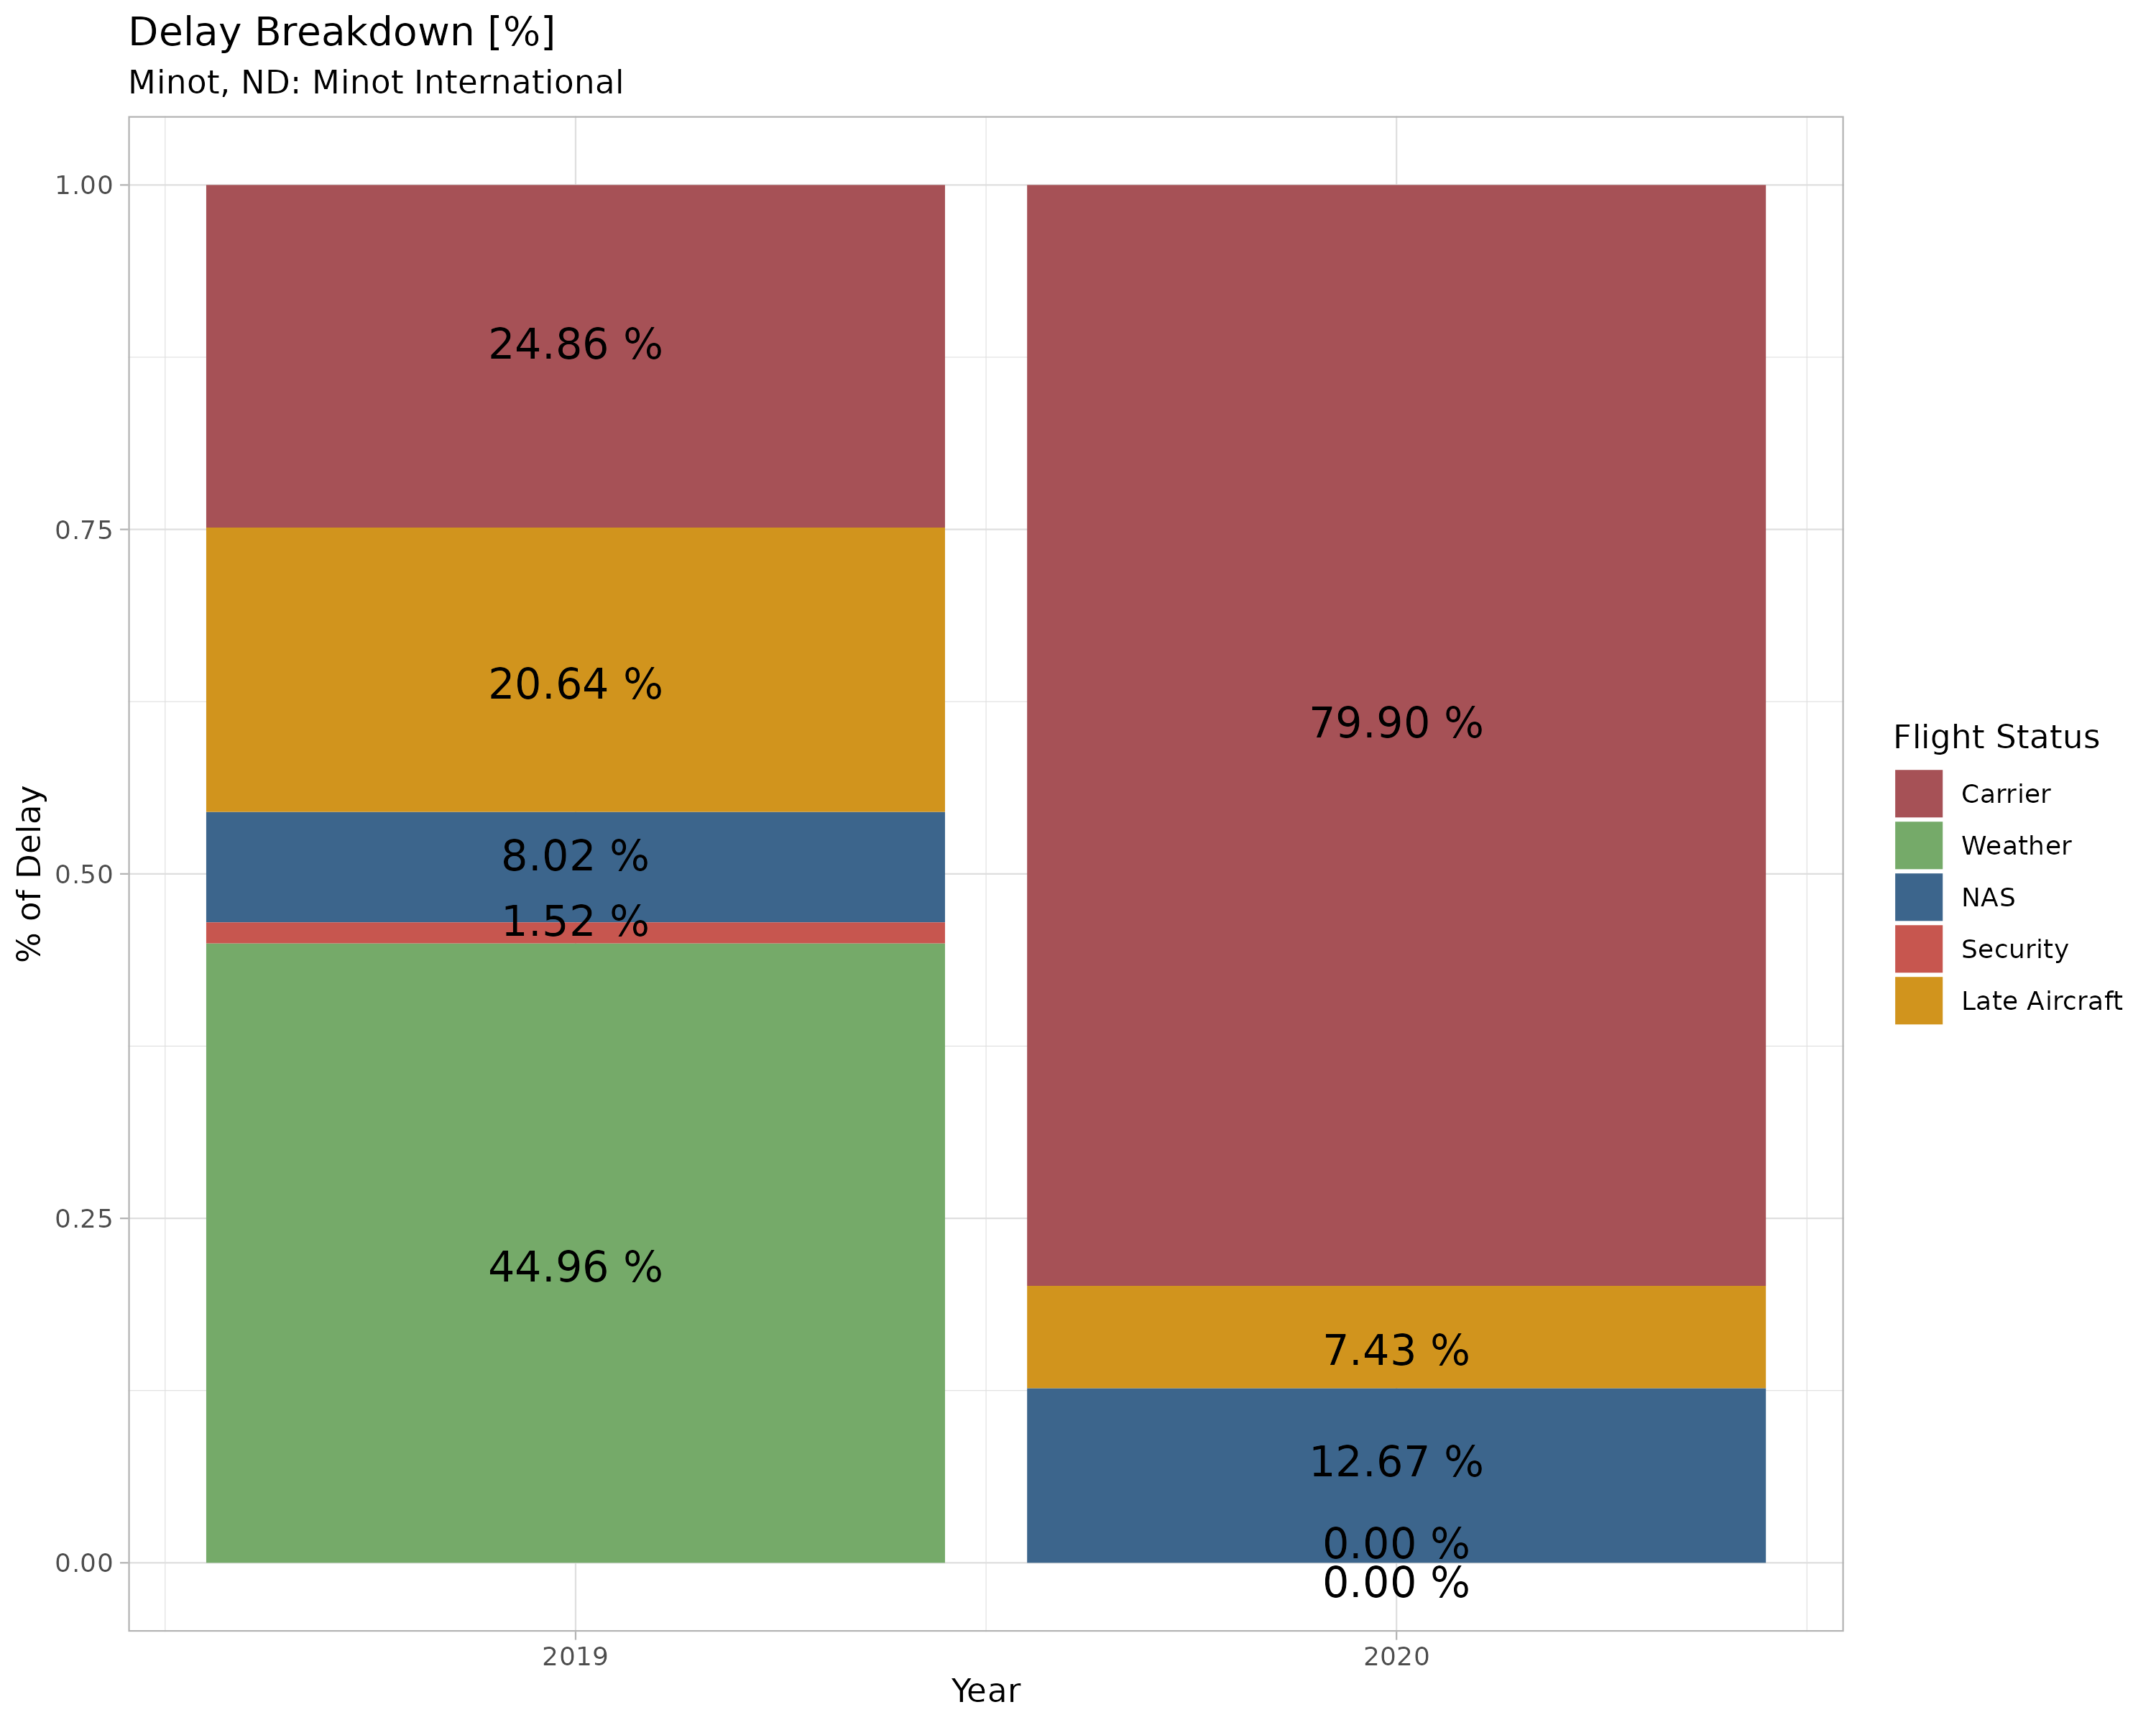 Delay Breakdown [%]
Minot, ND: Minot International
% of Delay
1.00
0.75
0.50
0.25
0.00
24.86 %
20.64 %
8.02 %
1.52 %
44.96 %
79.90 %
7.43 %
12.67 %
0.00 %
0.00 %
2019
2020
Year
Flight Status
Carrier
Weather
NAS
Security
Late Aircraft